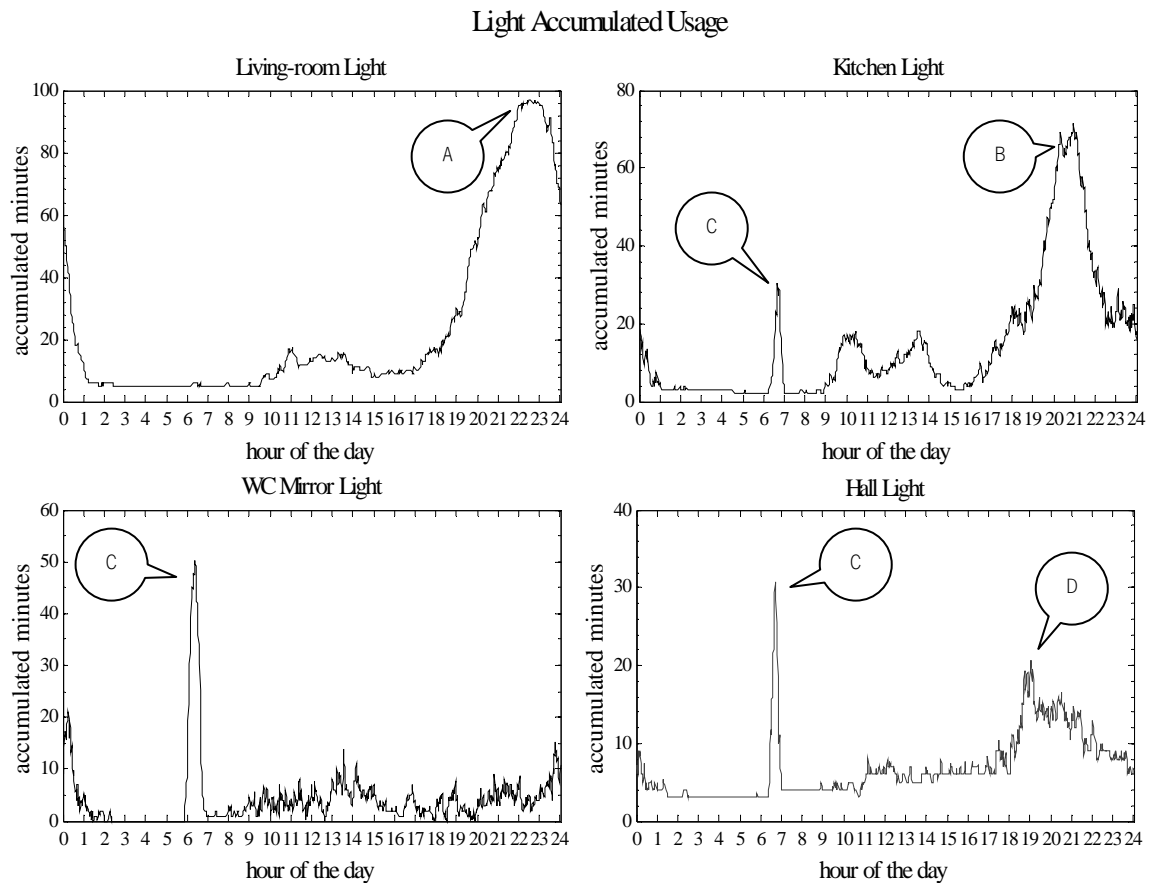 Light Accumulated Usage
Living-room Light
100
80
60
40
20
0
accumulated minutes
A
0 1 2 3 4 5 6 7 8 9 10 11 12 13 14 15 16 17 18 19 20 21 22 23 24
hour of the day
Kitchen Light
80
60
40
20
0
accumulated minutes
B
C
0 1 2 3 4 5 6 7 8 9 10 11 12 13 14 15 16 17 18 19 20 21 22 23 24
hour of the day
WC Mirror Light
60
50
40
30
20
10
0
accumulated minutes
C
0 1 2 3 4 5 6 7 8 9 10 11 12 13 14 15 16 17 18 19 20 21 22 23 24
hour of the day
Hall Light
40
30
20
10
0
accumulated minutes
C
D
0 1 2 3 4 5 6 7 8 9 10 11 12 13 14 15 16 17 18 19 20 21 22 23 24
hour of the day